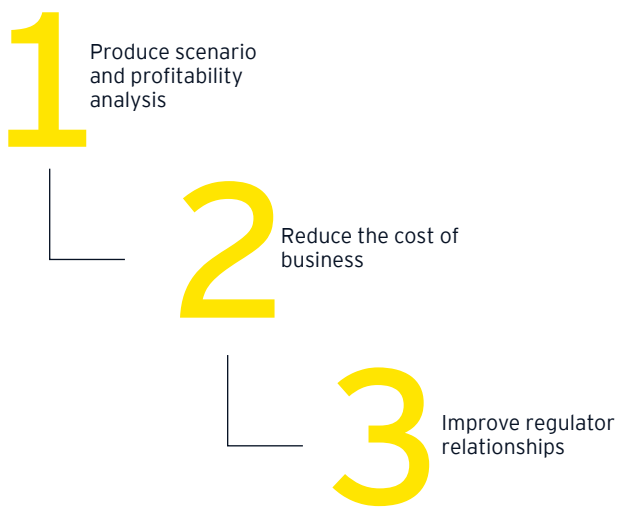 1
Produce scenario
and profitability
analysis
2
Reduce the cost of
business
3
Improve regulator
relationships